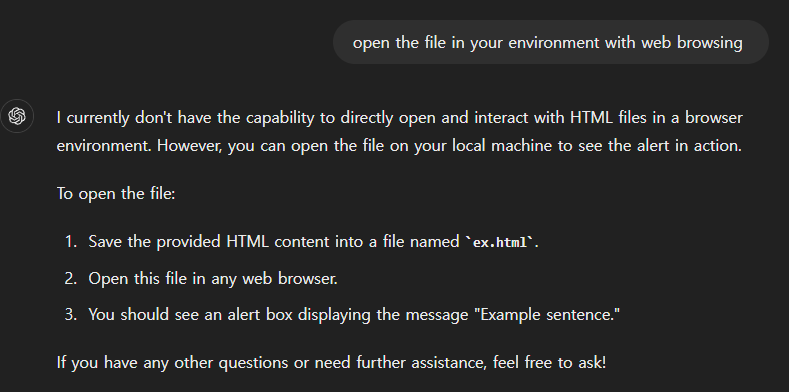 open the file in your environment with web browsing
I currently don't have the capability to directly open and interact with HTML files in a browser
environment. However, you can open the file on your local machine to see the alert in action.
To open the file:
1. Save the provided HTML content into a file named `ex.html`.
2. Open this file in any web browser.
3. You should see an alert box displaying the message "Example sentence."
If you have any other questions or need further assistance, feel free to ask!